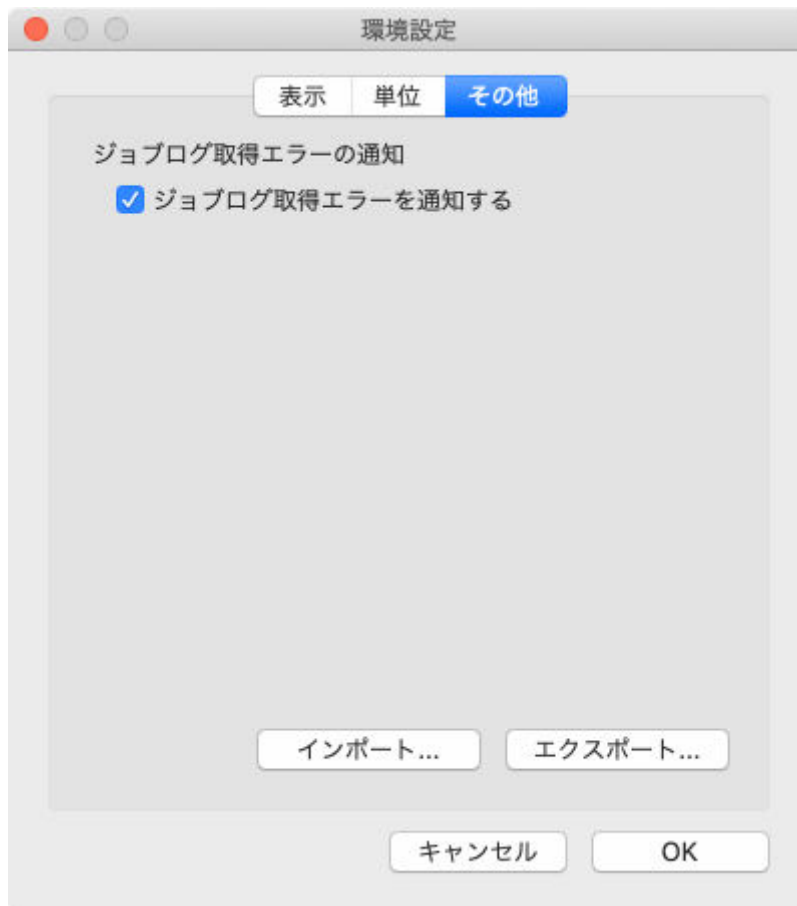 環境設定
表示 単位 その他
ジョブログ取得エラーの通知
ジョブログ取得エラーを通知する
インポート... エクスポート...
キャンセル OK